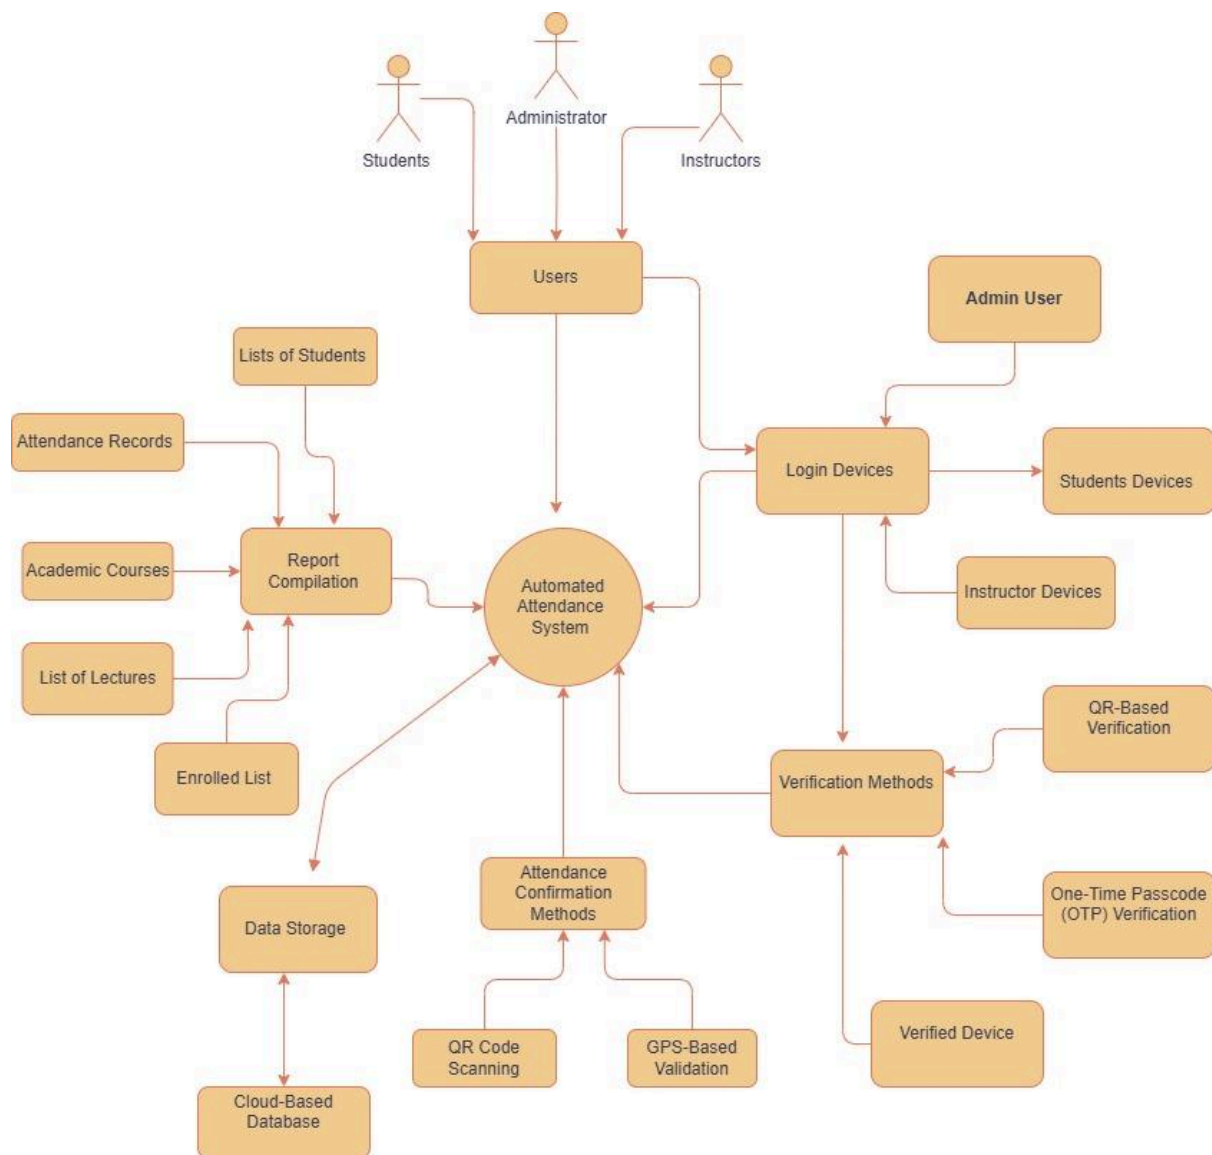 Administrator
Students
Instructors
Users
Admin User
Lists of Students
Attendance Records
Login Devices
Students Devices
Academic Courses
Report
Compilation
Automated
Attendance
System
Instructor Devices
List of Lectures
QR-Based
Verification
Enrolled List
Verification Methods
Attendance
Confirmation
Methods
One-Time Passcode
(OTP) Verification
Data Storage
Verified Device
QR Code
Scanning
GPS-Based
Validation
Cloud-Based
Database